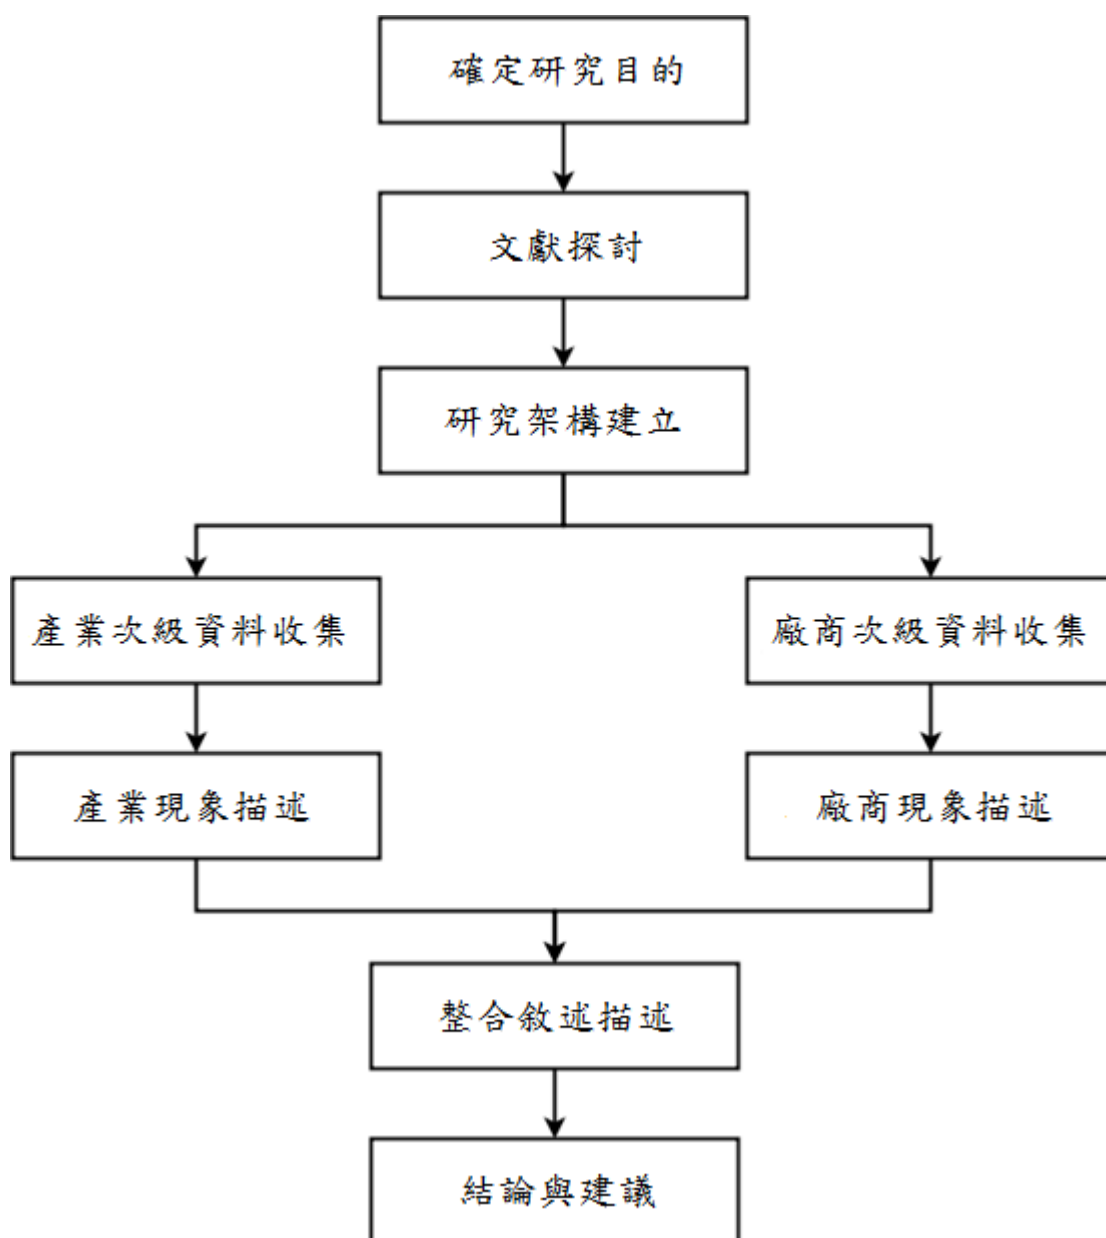 確定研究目的
文獻探討
研究架構建立
產業次級資料收集
廠商次級資料收集
產業現象描述
廠商現象描述
整合敘述描述
結論與建議